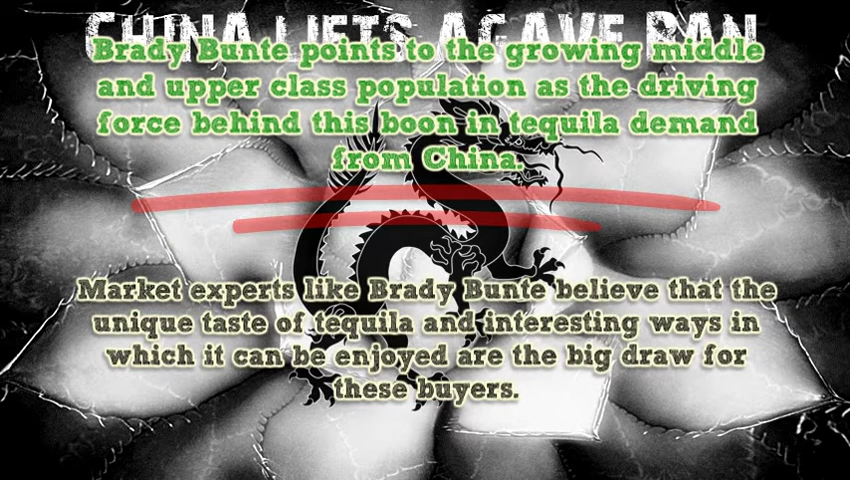 CHINA LIFTS AGAVE BAN
Brady Bunte points to the growing middle
and upper class population as the driving
force behind this boon in tequila demand
from China.
Market experts like Brady Bunte believe that the
unique taste of tequila and interesting ways in
which it can be enjoyed are the big draw for
these buyers.